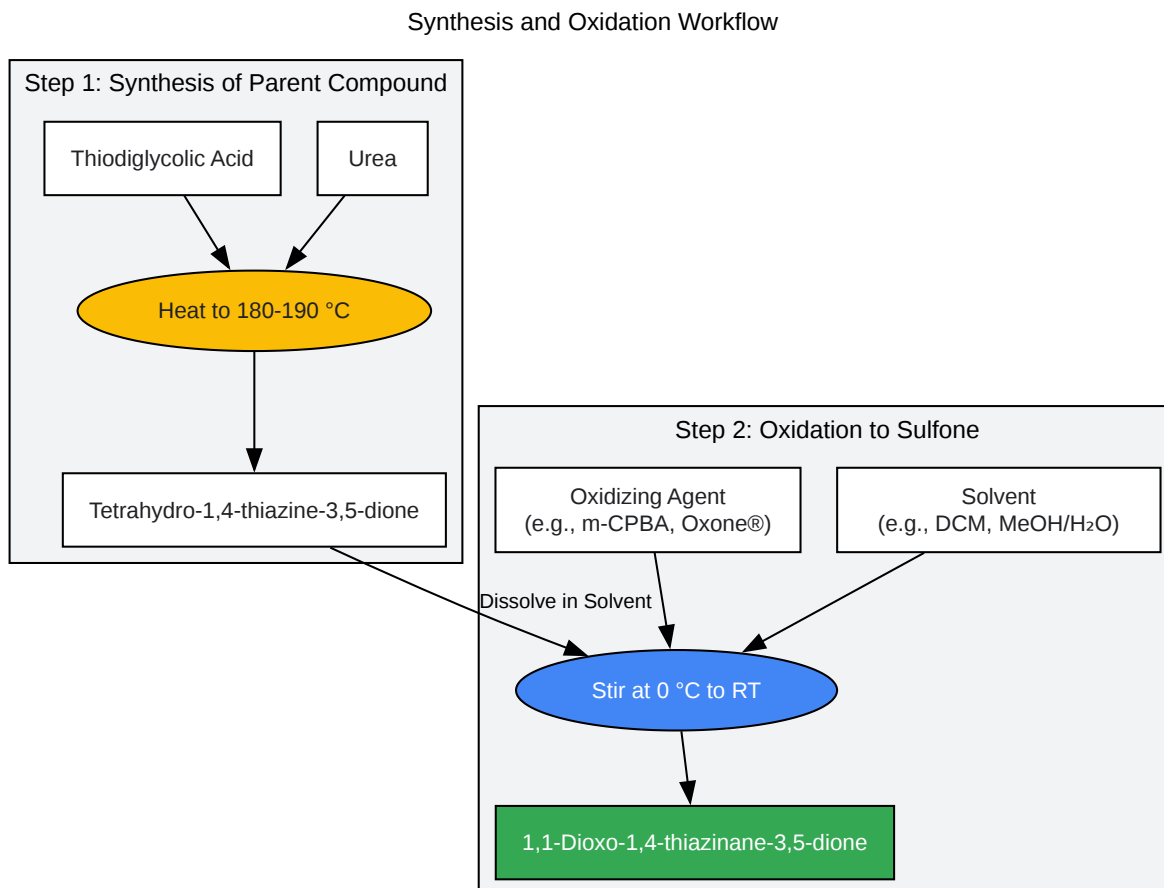 Synthesis and Oxidation Workflow
Step 1: Synthesis of Parent Compound
Thiodiglycolic Acid
Urea
Heat to 180-190 °C
Tetrahydro-1,4-thiazine-3,5-dione
Step 2: Oxidation to Sulfone
Oxidizing Agent
(e.g., m-CPBA, Oxone®)
Solvent
(e.g., DCM, MeOH/H₂O)
Dissolve in Solvent
Stir at 0 °C to RT
1,1-Dioxo-1,4-thiazinane-3,5-dione